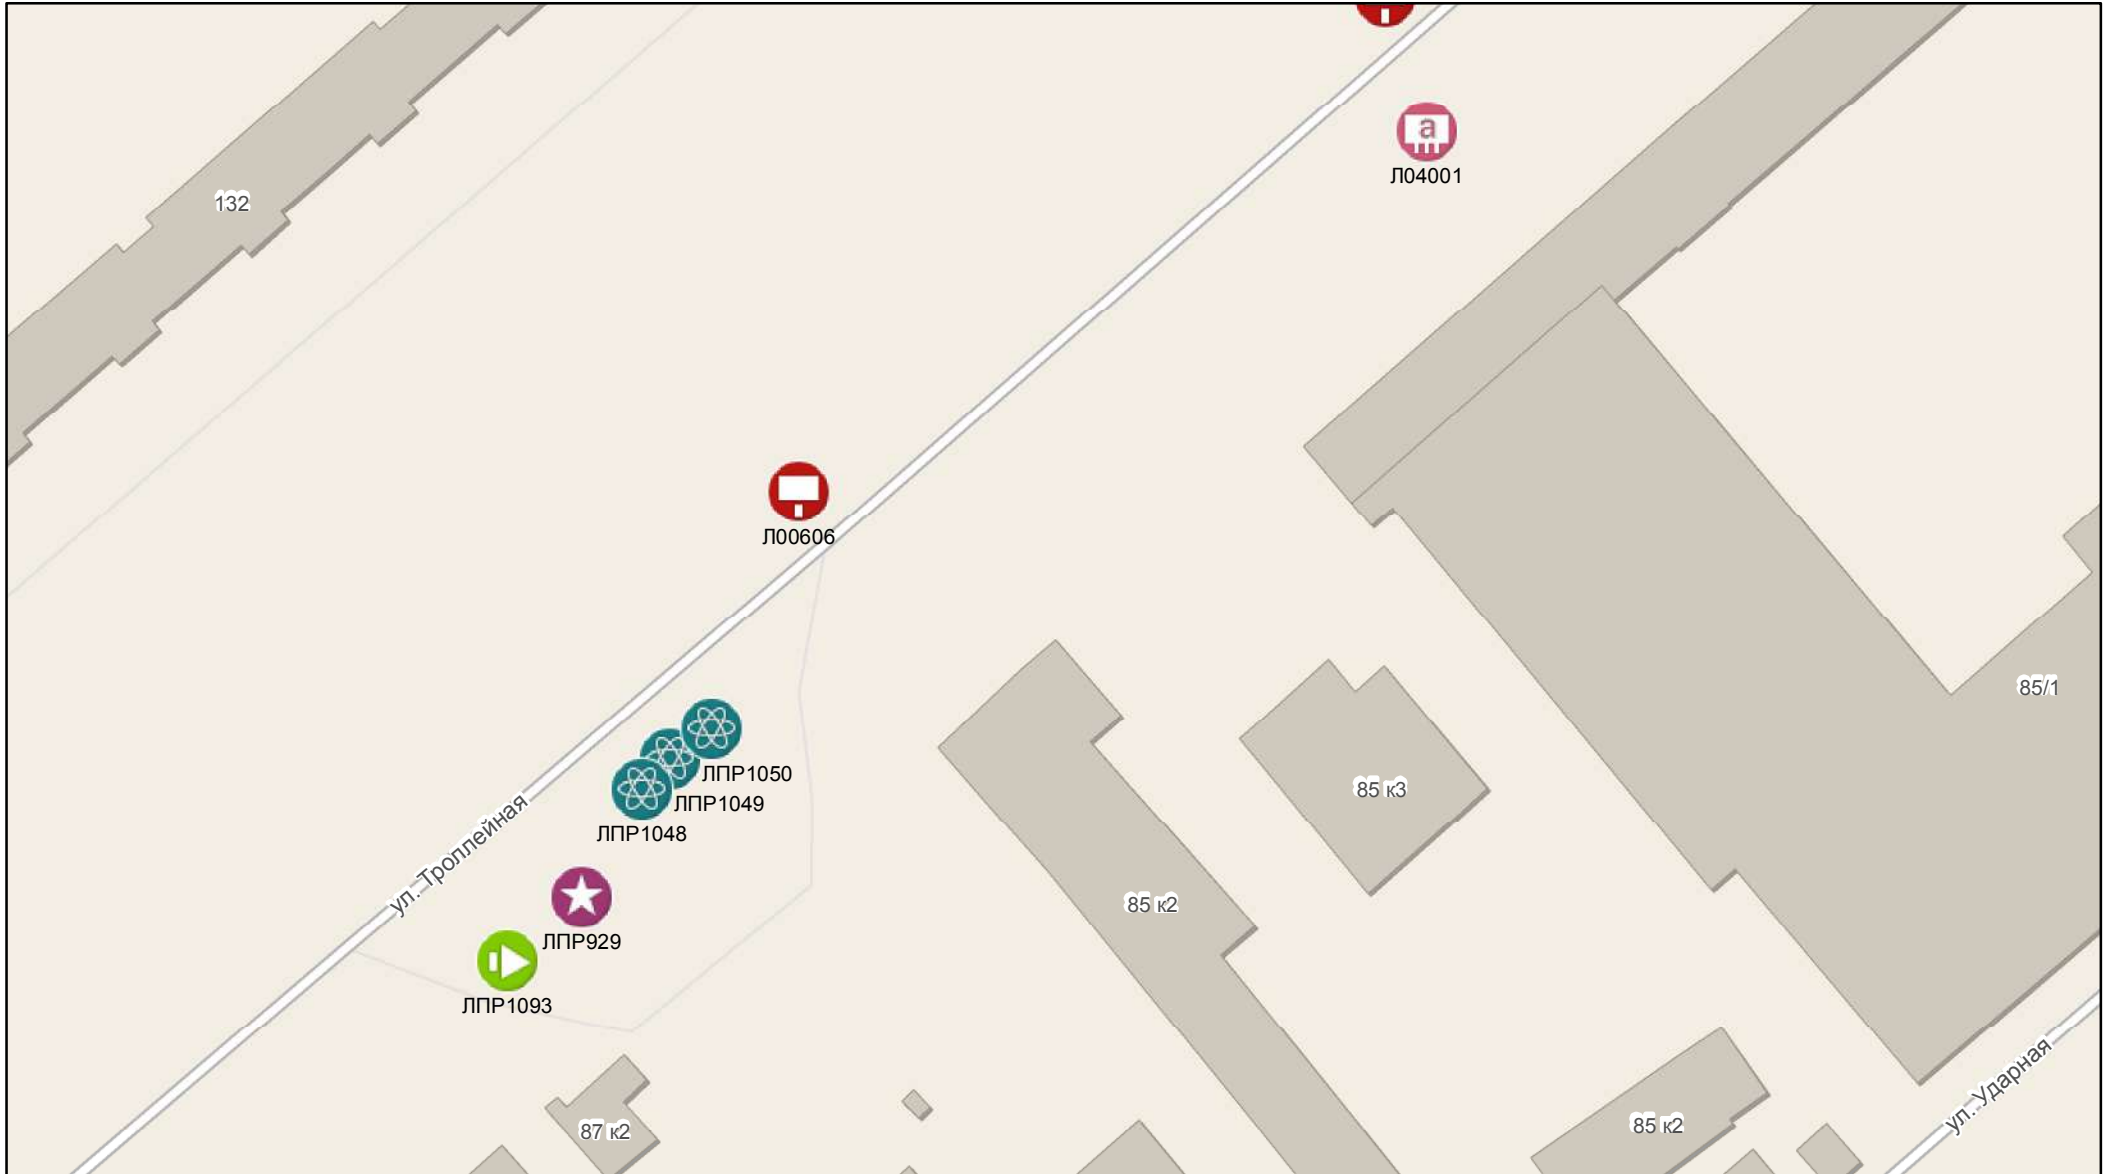 a
Л04001
132
Л00606
85/1
ЛПР1050
85 к3
ЛПР1049
ЛПР1048
ул. Троллейная
85 к2
ЛПР929
ЛПР1093
ул. Ударная
85 к2
87 к2